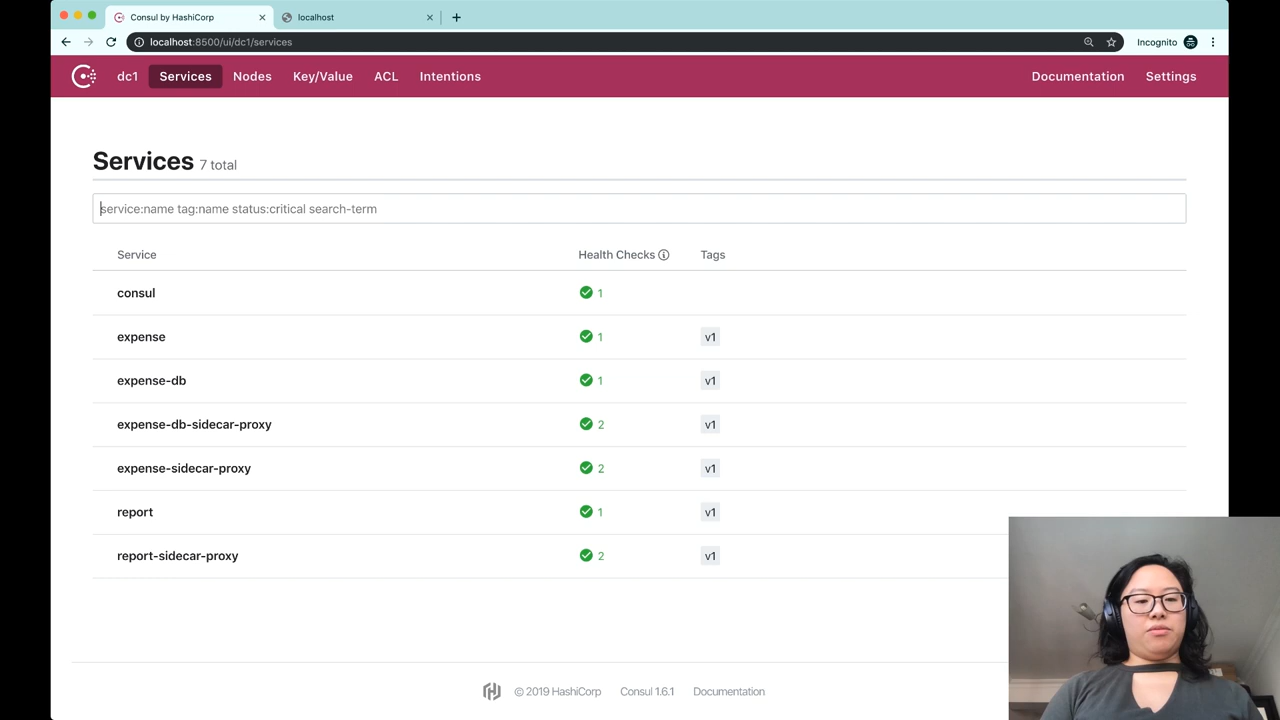 Consul by HashiCorp
localhost
localhost:8500/ui/dc1/services
Incognito
dc1 Services Nodes Key/Value ACL Intentions Documentation Settings
Services 7 total
service:name tag:name status:critical search-term
Service Health Checks Tags
consul 1
expense 1 v1
expense-db 1 v1
expense-db-sidecar-proxy 2 v1
expense-sidecar-proxy 2 v1
report 1 v1
report-sidecar-proxy 2 v1
© 2019 HashiCorp Consul 1.6.1 Documentation